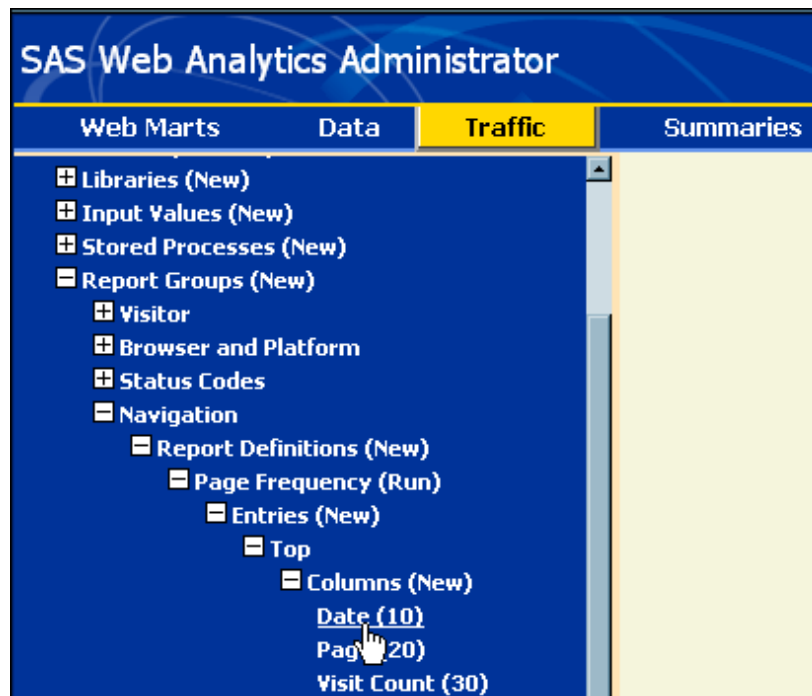 SAS Web Analytics Administrator
Web Marts Data Traffic Summaries
Libraries (New)
Input Values (New)
Stored Processes (New)
Report Groups (New)
Visitor
Browser and Platform
Status Codes
Navigation
Report Definitions (New)
Page Frequency (Run)
Entries (New)
Top
Columns (New)
Date (10)
Page (20)
Visit Count (30)